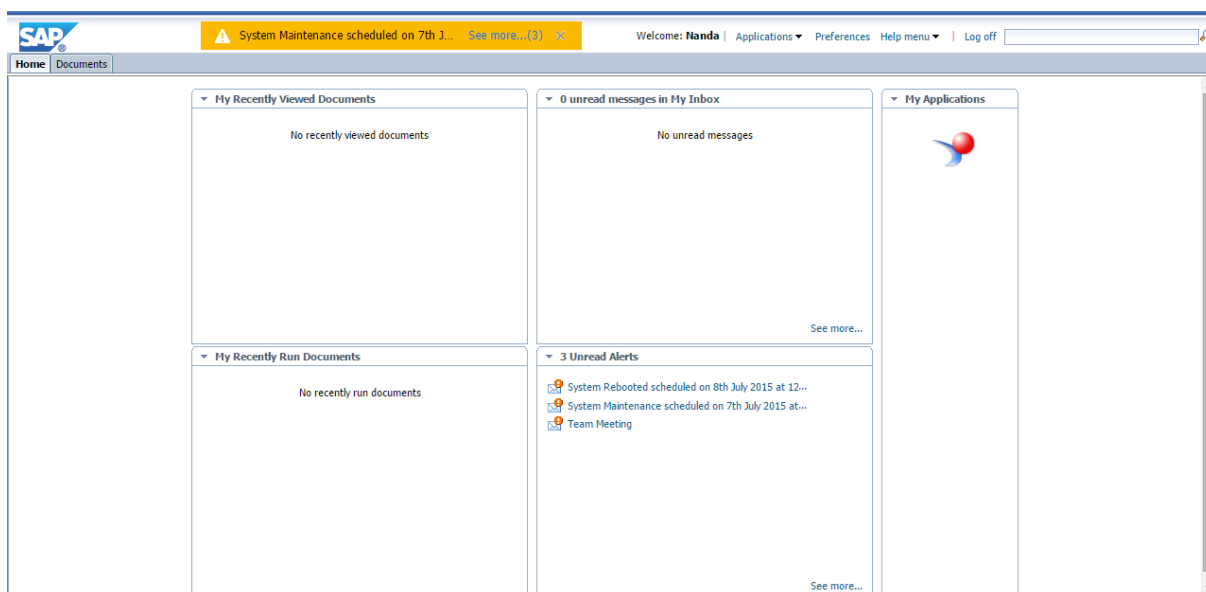 SAP
®
System Maintenance scheduled on 7th J... See more...(3) ×
Welcome: Nanda | Applications Preferences Help menu | Log off
Home Documents
My Recently Viewed Documents
No recently viewed documents
0 unread messages in My Inbox
No unread messages
See more...
My Applications
My Recently Run Documents
No recently run documents
3 Unread Alerts
System Rebooted scheduled on 8th July 2015 at 12...
System Maintenance scheduled on 7th July 2015 at...
Team Meeting
See more...